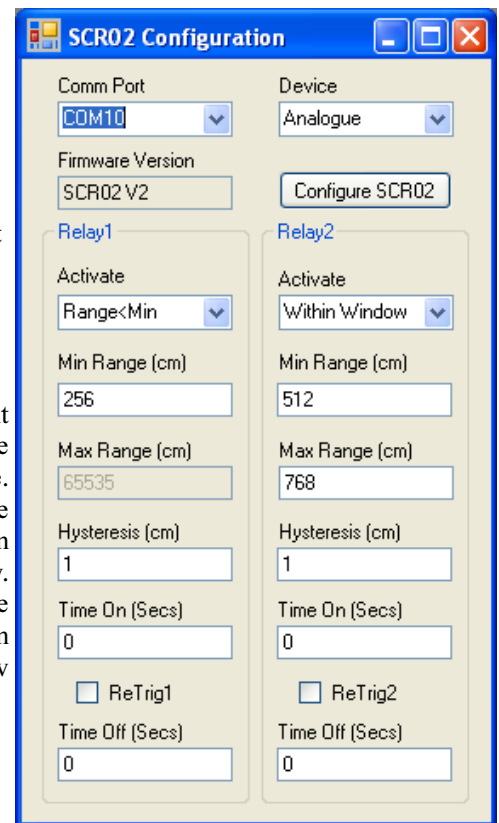 SCR02 Configuration
Comm Port
COM10
Device
Analogue
Firmware Version
SCR02 V2
Configure SCR02
Relay1
Activate
Range<Min
Min Range (cm)
256
Max Range (cm)
65535
Hysteresis (cm)
1
Time On (Secs)
0
ReTrig1
Time Off (Secs)
0
Relay2
Activate
Within Window
Min Range (cm)
512
Max Range (cm)
768
Hysteresis (cm)
1
Time On (Secs)
0
ReTrig2
Time Off (Secs)
0